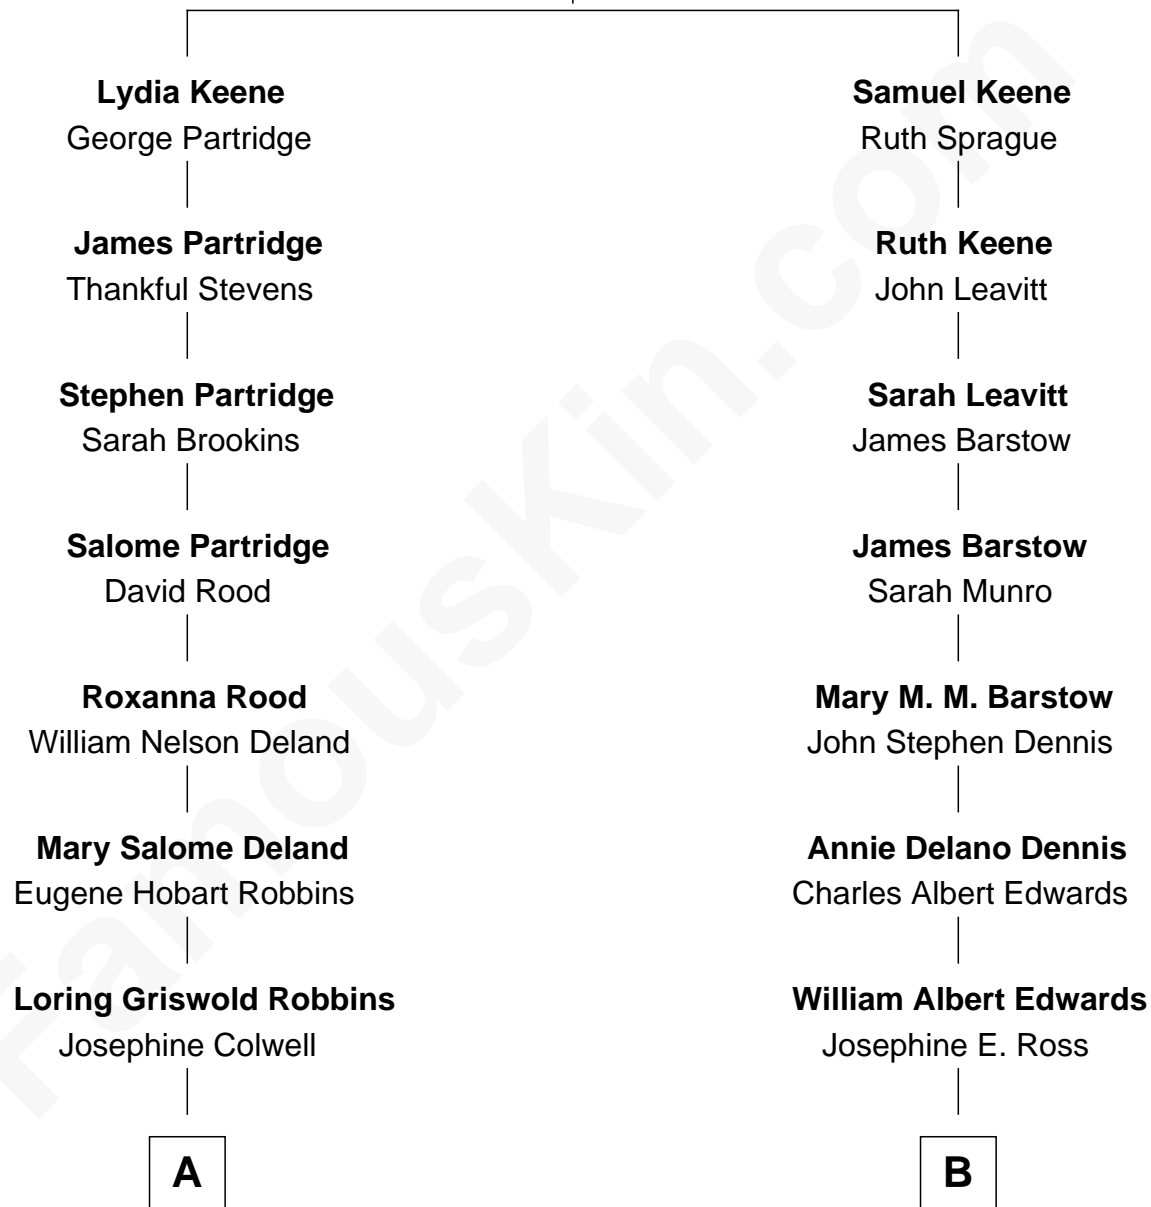 Lydia Keene
George Partridge
James Partridge
Thankful Stevens
Stephen Partridge
Sarah Brookins
Salome Partridge
David Rood
Roxanna Rood
William Nelson Deland
Mary Salome Deland
Eugene Hobart Robbins
Loring Griswold Robbins
Josephine Colwell
A
Samuel Keene
Ruth Sprague
Ruth Keene
John Leavitt
Sarah Leavitt
James Barstow
James Barstow
Sarah Munro
Mary M. M. Barstow
John Stephen Dennis
Annie Delano Dennis
Charles Albert Edwards
William Albert Edwards
Josephine E. Ross
B
FamousKin.com